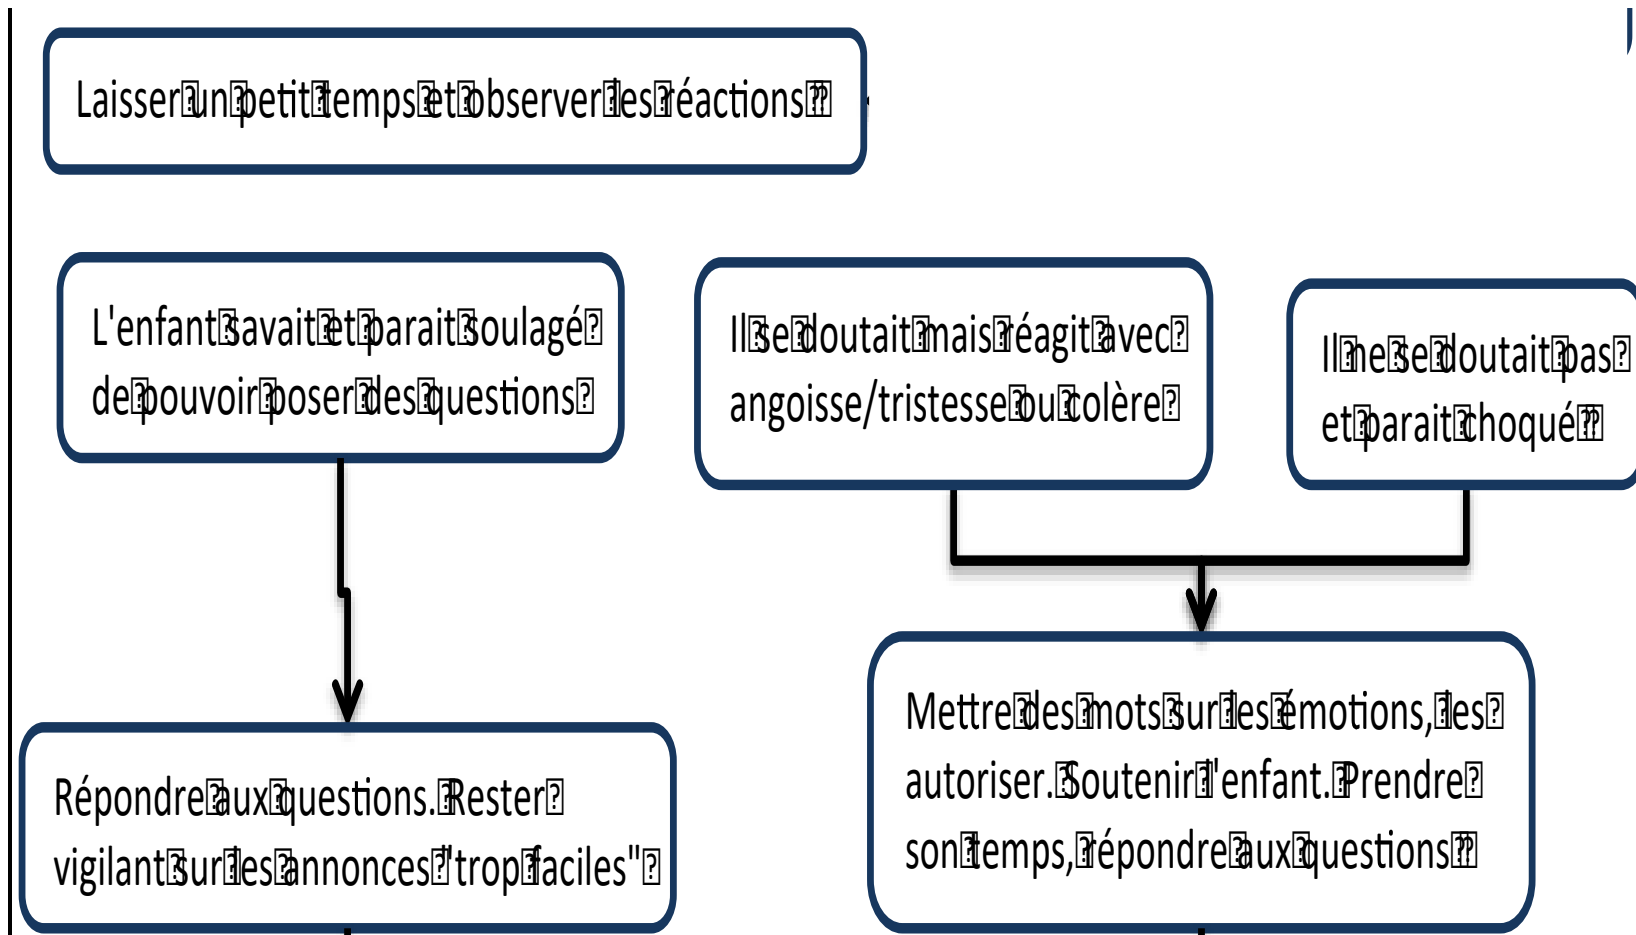 Laisser un petit temps et observer les réactions
L'enfant savait et parait soulagé
de pouvoir poser des questions
Il se doutait mais réagit avec
angoisse/tristesse ou colère
Il ne se doutait pas
et parait choqué
Répondre aux questions. Rester
vigilant sur les annonces "trop faciles"
Mettre des mots sur les émotions, les
autoriser. Soutenir l'enfant. Prendre
son temps, répondre aux questions